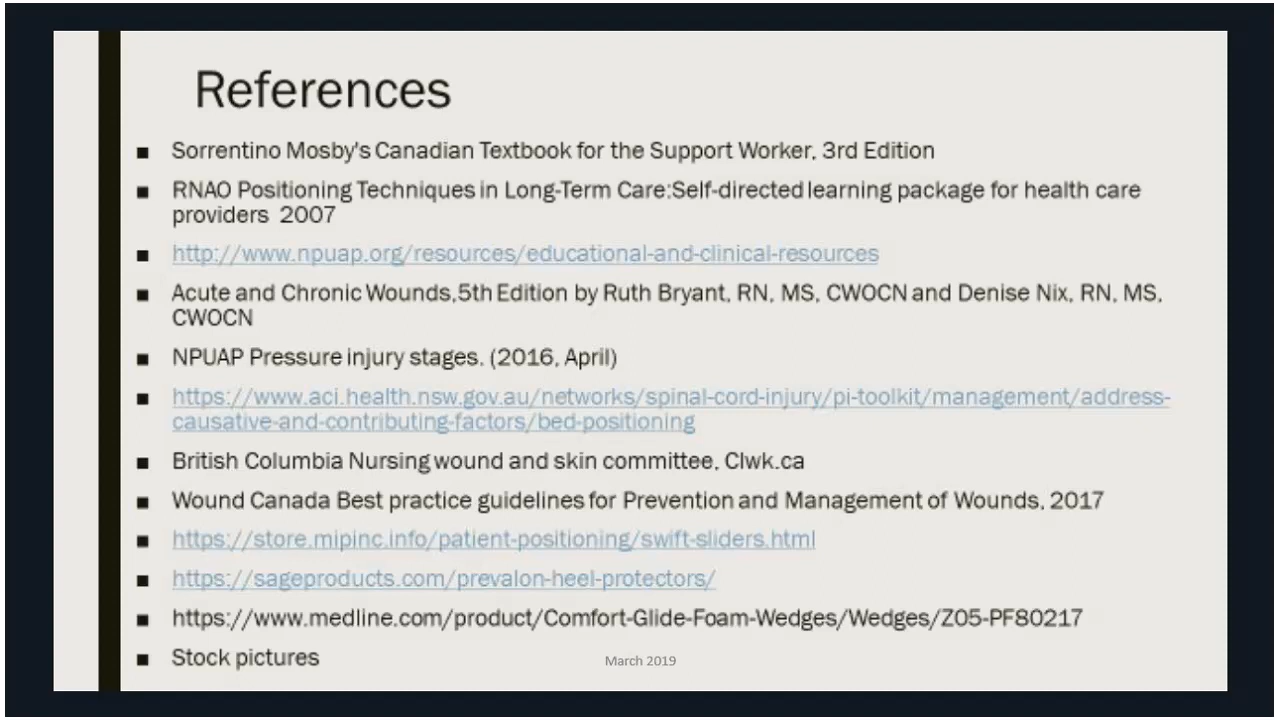 References
■ Sorrentino Mosby's Canadian Textbook for the Support Worker, 3rd Edition
■ RNAO Positioning Techniques in Long-Term Care:Self-directed learning package for health care
providers 2007
■ http://www.npuap.org/resources/educational-and-clinical-resources
■ Acute and Chronic Wounds,5th Edition by Ruth Bryant, RN, MS, CWOCN and Denise Nix, RN, MS,
CWOCN
■ NPUAP Pressure injury stages. (2016, April)
■ https://www.aci.health.nsw.gov.au/networks/spinal-cord-injury/pi-toolkit/management/address-
causative-and-contributing-factors/bed-positioning
■ British Columbia Nursing wound and skin committee, Clwk.ca
■ Wound Canada Best practice guidelines for Prevention and Management of Wounds, 2017
■ https://store.mipinc.info/patient-positioning/swift-sliders.html
■ https://sageproducts.com/prevalon-heel-protectors/
■ https://www.medline.com/product/Comfort-Glide-Foam-Wedges/Wedges/Z05-PF80217
■ Stock pictures
March 2019